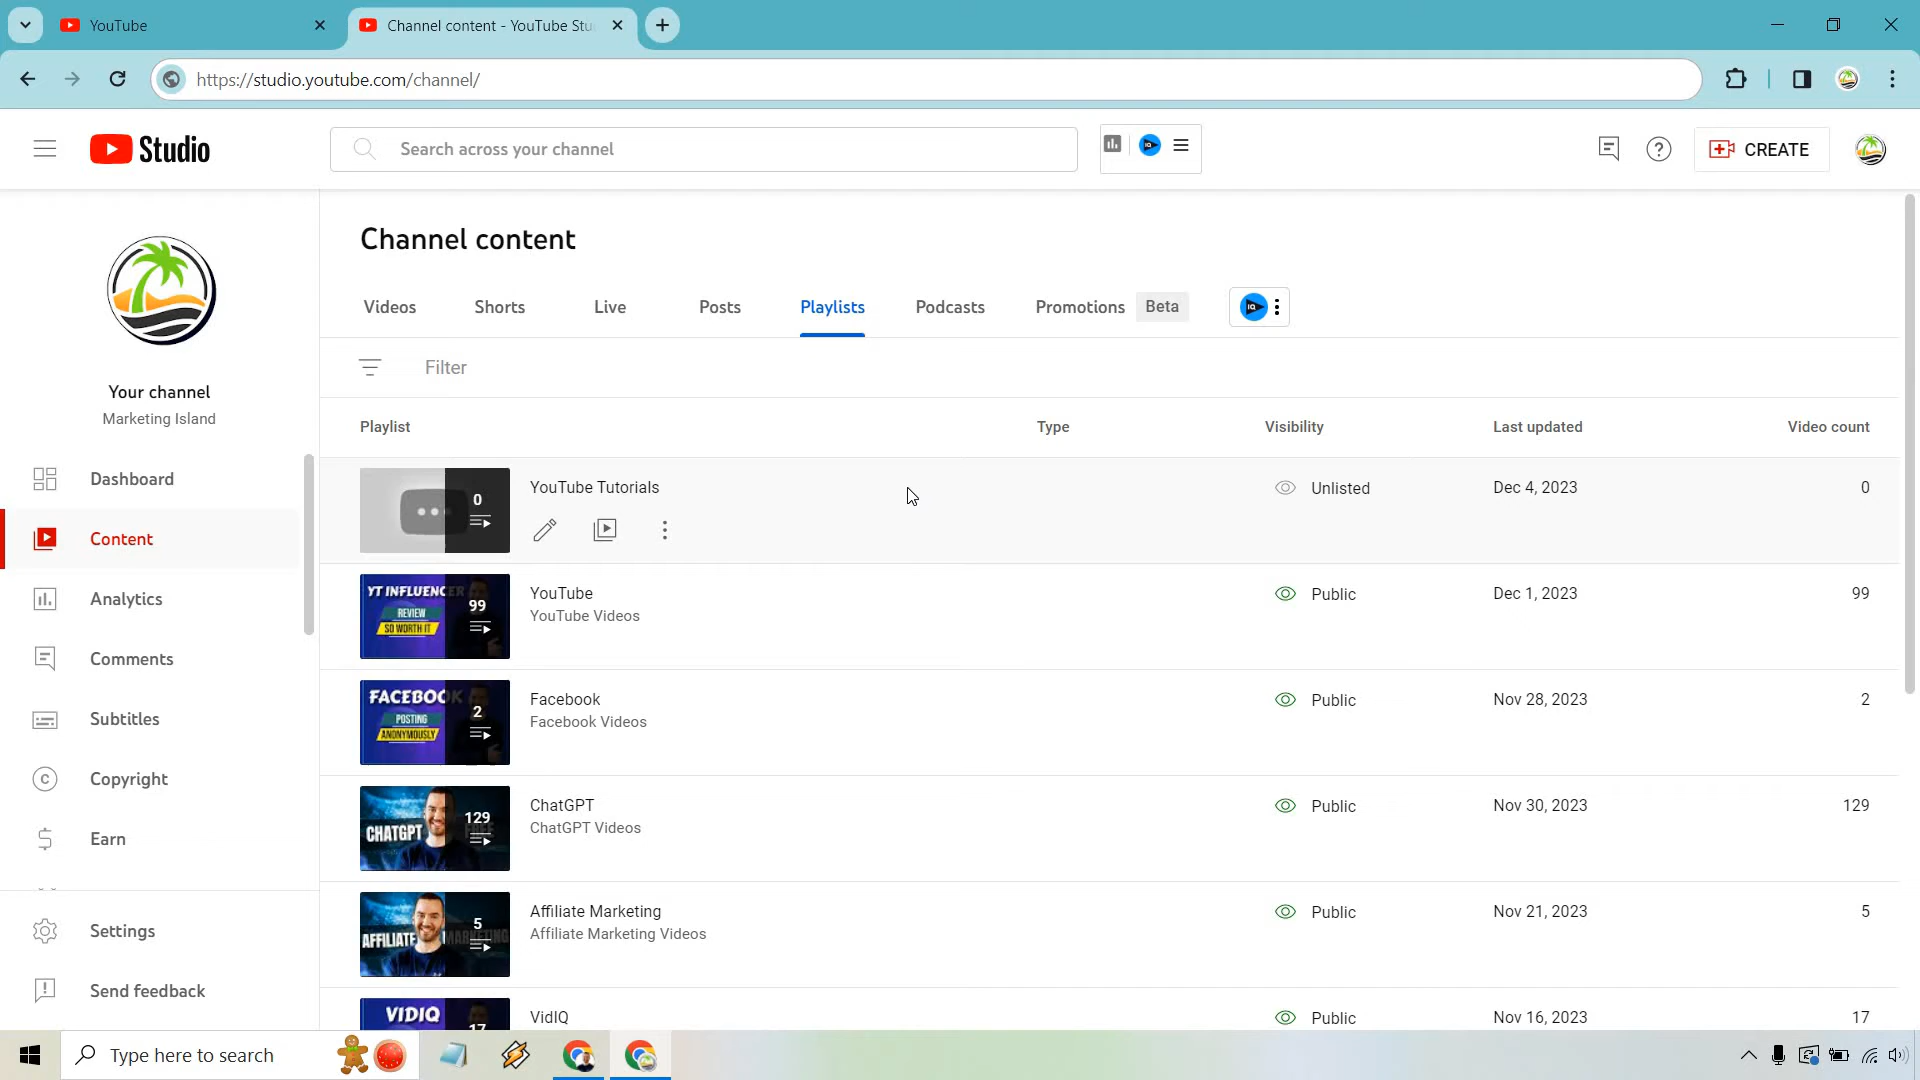 YouTube
Channel content - YouTube Stu
https://studio.youtube.com/channel/
Studio
Search across your channel
CREATE
Your channel
Marketing Island
Dashboard
Content
Analytics
Comments
Subtitles
Copyright
Earn
Settings
Send feedback
Channel content
Videos Shorts Live Posts Playlists Podcasts Promotions Beta
Filter
Playlist Type Visibility Last updated Video count
0 YouTube Tutorials Unlisted Dec 4, 2023 0
YT INFLUENCER
REVIEW
SO WORTH IT
99 YouTube Public Dec 1, 2023 99
YouTube Videos
FACEBOOK
POSTING
ANONYMOUSLY
2 Facebook Public Nov 28, 2023 2
Facebook Videos
CHATGPT FREE
129 ChatGPT Public Nov 30, 2023 129
ChatGPT Videos
AFFILIATE MARKETING
5 Affiliate Marketing Public Nov 21, 2023 5
Affiliate Marketing Videos
VIDIQ
17 VidIQ Public Nov 16, 2023 17
Type here to search